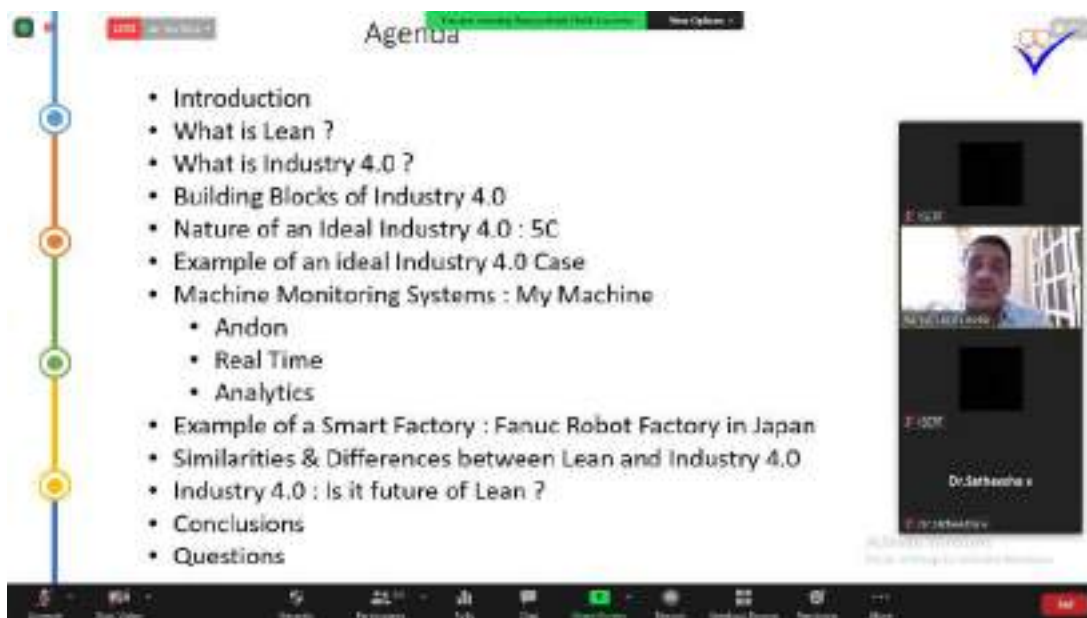 Agenda
• Introduction
• What is Lean ?
• What is Industry 4.0 ?
• Building Blocks of Industry 4.0
• Nature of an Ideal Industry 4.0 : 5C
• Example of an ideal Industry 4.0 Case
• Machine Monitoring Systems : My Machine
• Andon
• Real Time
• Analytics
• Example of a Smart Factory : Fanuc Robot Factory in Japan
• Similarities & Differences between Lean and Industry 4.0
• Industry 4.0 : Is it future of Lean ?
• Conclusions
• Questions
View Options
Dr.Satheesha v
Chat